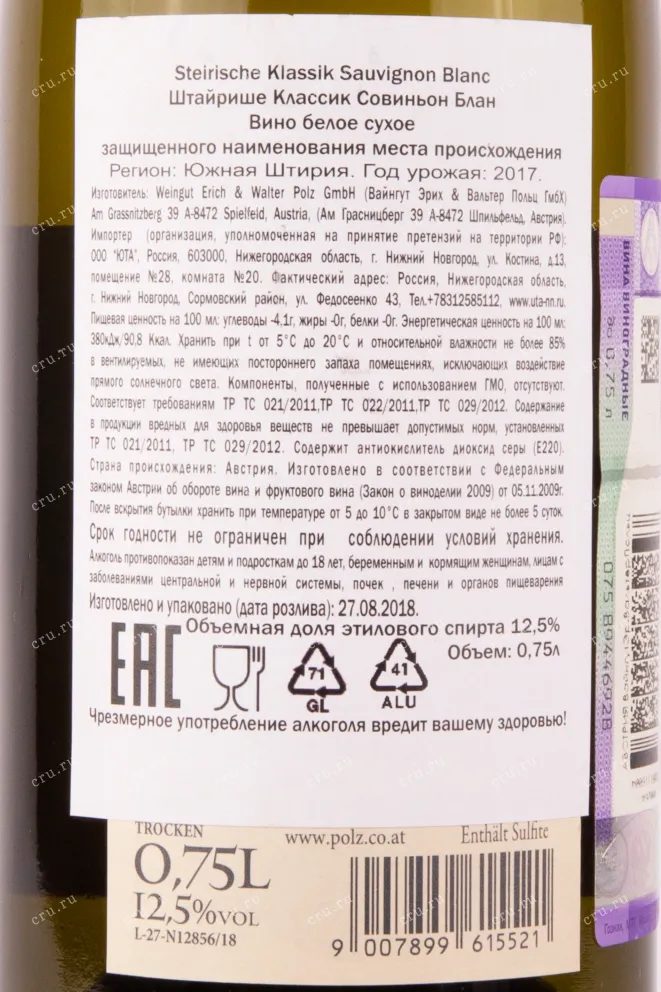 Steirische Klassik Sauvignon Blanc
Штайрише Классик Совиньон Блан
Вино белое сухое
защищенного наименования места происхождения
Регион: Южная Штирия. Год урожая: 2017.
Изготовитель: Weingut Erich & Walter Polz GmbH (Вайнгут Эрих & Вальтер Польц ГмбХ)
Am Grassnitzberg 39 A-8472 Spielfeld, Austria, (Ам Грасницберг 39 А-8472 Шпильфельд, Австрия).
Импортер (организация, уполномоченная на принятие претензий на территории РФ):
ООО "ЮТА", Россия, 603000, Нижегородская область, г. Нижний Новгород, ул. Костина, д.13,
помещение №28, комната №20. Фактический адрес: Россия, Нижегородская область,
г. Нижний Новгород, Сормовский район, ул. Федосеенко 43, Тел.+78312585112, www.uta-nn.ru.
Пищевая ценность на 100 мл: углеводы -4,1г, жиры -0г, белки -0г. Энергетическая ценность на 100 мл:
380кДж/90,8 Ккал. Хранить при t от 5°С до 20°С и относительной влажности не более 85%
в вентилируемых, не имеющих постороннего запаха помещениях, исключающих воздействие
прямого солнечного света. Компоненты, полученные с использованием ГМО, отсутствуют.
Соответствует требованиям ТР ТС 021/2011,ТР ТС 022/2011,ТР ТС 029/2012. Содержание
в продукции вредных для здоровья веществ не превышает допустимых норм, установленных
ТР ТС 021/2011, ТР ТС 029/2012. Содержит антиокислитель диоксид серы (Е220).
Страна происхождения: Австрия. Изготовлено в соответствии с Федеральным
законом Австрии об обороте вина и фруктового вина (Закон о виноделии 2009) от 05.11.2009г.
После вскрытия бутылки хранить при температуре от 5 до 10°С в закрытом виде не более 5 суток.
Срок годности не ограничен при соблюдении условий хранения.
Алкоголь противопоказан детям и подросткам до 18 лет, беременным и кормящим женщинам, лицам с
заболеваниями центральной и нервной системы, почек , печени и органов пищеварения
Изготовлено и упаковано (дата розлива): 27.08.2018.
Объемная доля этилового спирта 12,5%
EAC
71
GL
41
ALU
Объем: 0,75л
Чрезмерное употребление алкоголя вредит вашему здоровью!
TROCKEN
www.polz.co.at
Enthält Sulfite
0,75L
12,5%VOL
L-27-N12856/18
9 007899 615521
ВИНА ВИНОГРАДНЫЕ
до 0,75 л
cru.ru